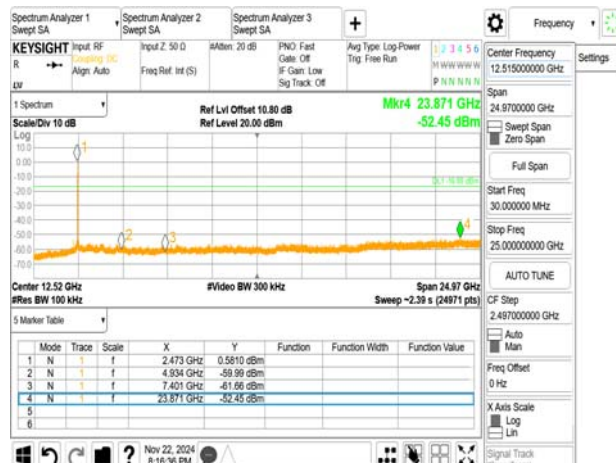 Spectrum Analyzer 1
Swept SA
Spectrum Analyzer 2
Swept SA
Spectrum Analyzer 3
Swept SA
+
Frequency
Settings
KEYSIGHT
R
Input: RF
Coupling: DC
Align: Auto
Input Z: 50 Ω
Freq Ref: Int (S)
#Atten: 20 dB
PNO: Fast
Gate: Off
IF Gain: Low
Sig Track: Off
Avg Type: Log-Power
Trig: Free Run
1 2 3 4 5 6
M W W W W W
P N N N N N
1 Spectrum
Scale/Div 10 dB
Ref Lvl Offset 10.80 dB
Ref Level 20.00 dBm
Mkr4 23.871 GHz
-52.45 dBm
Log
10.0
0.00
-10.0
-20.0
-30.0
-40.0
-50.0
-60.0
-70.0
1
2
3
4
Center 12.52 GHz
#Res BW 100 kHz
#Video BW 300 kHz
Span 24.97 GHz
Sweep ~2.39 s (24971 pts)
5 Marker Table
Mode Trace Scale X Y Function Function Width Function Value
1 N 1 f 2.473 GHz 0.5810 dBm
2 N 1 f 4.934 GHz -59.99 dBm
3 N 1 f 7.401 GHz -61.66 dBm
4 N 1 f 23.871 GHz -52.45 dBm
5
6
Nov 22, 2024
8:16:36 PM
?
Center Frequency
12.515000000 GHz
Span
24.9700000 GHz
Swept Span
Zero Span
Full Span
Start Freq
30.000000 MHz
Stop Freq
25.000000000 GHz
AUTO TUNE
CF Step
2.497000000 GHz
Auto
Man
Freq Offset
0 Hz
X Axis Scale
Log
Lin
Signal Track